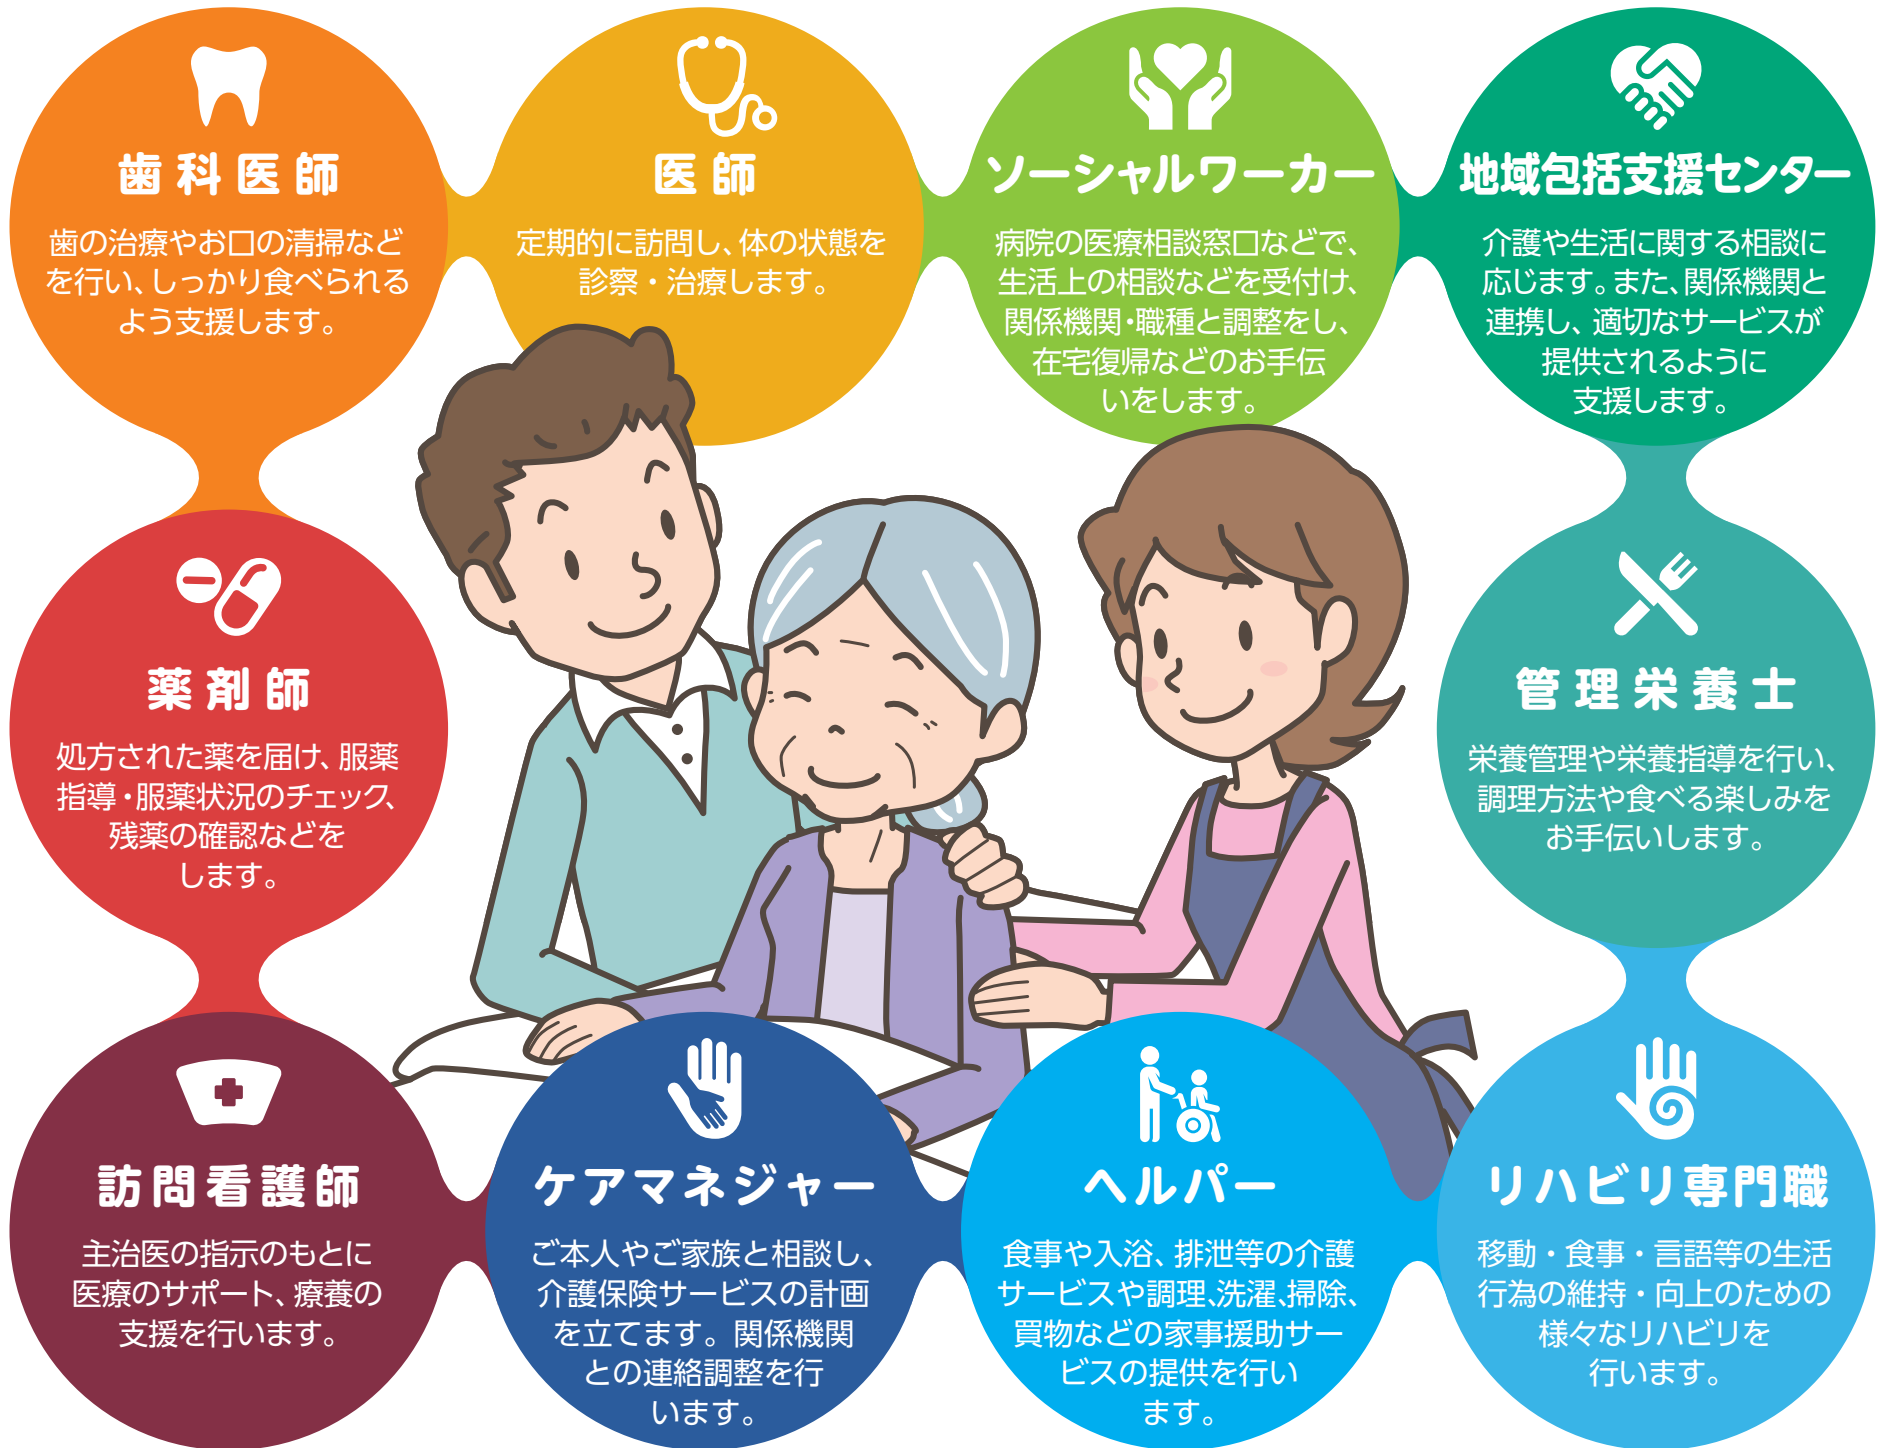 歯科医師
歯の治療やお口の清掃など
を行い、しっかり食べられる
よう支援します。
医師
定期的に訪問し、体の状態を
診察・治療します。
ソーシャルワーカー
病院の医療相談窓口などで、
生活上の相談などを受付け、
関係機関・職種と調整をし、
在宅復帰などのお手伝
いをします。
地域包括支援センター
介護や生活に関する相談に
応じます。また、関係機関と
連携し、適切なサービスが
提供されるように
支援します。
薬剤師
処方された薬を届け、服薬
指導・服薬状況のチェック、
残薬の確認などを
します。
管理栄養士
栄養管理や栄養指導を行い、
調理方法や食べる楽しみを
お手伝いします。
訪問看護師
主治医の指示のもとに
医療のサポート、療養の
支援を行います。
ケアマネジャー
ご本人やご家族と相談し、
介護保険サービスの計画
を立てます。関係機関
との連絡調整を行
います。
ヘルパー
食事や入浴、排泄等の介護
サービスや調理、洗濯、掃除、
買物などの家事援助サー
ビスの提供を行い
ます。
リハビリ専門職
移動・食事・言語等の生活
行為の維持・向上のための
様々なリハビリを
行います。